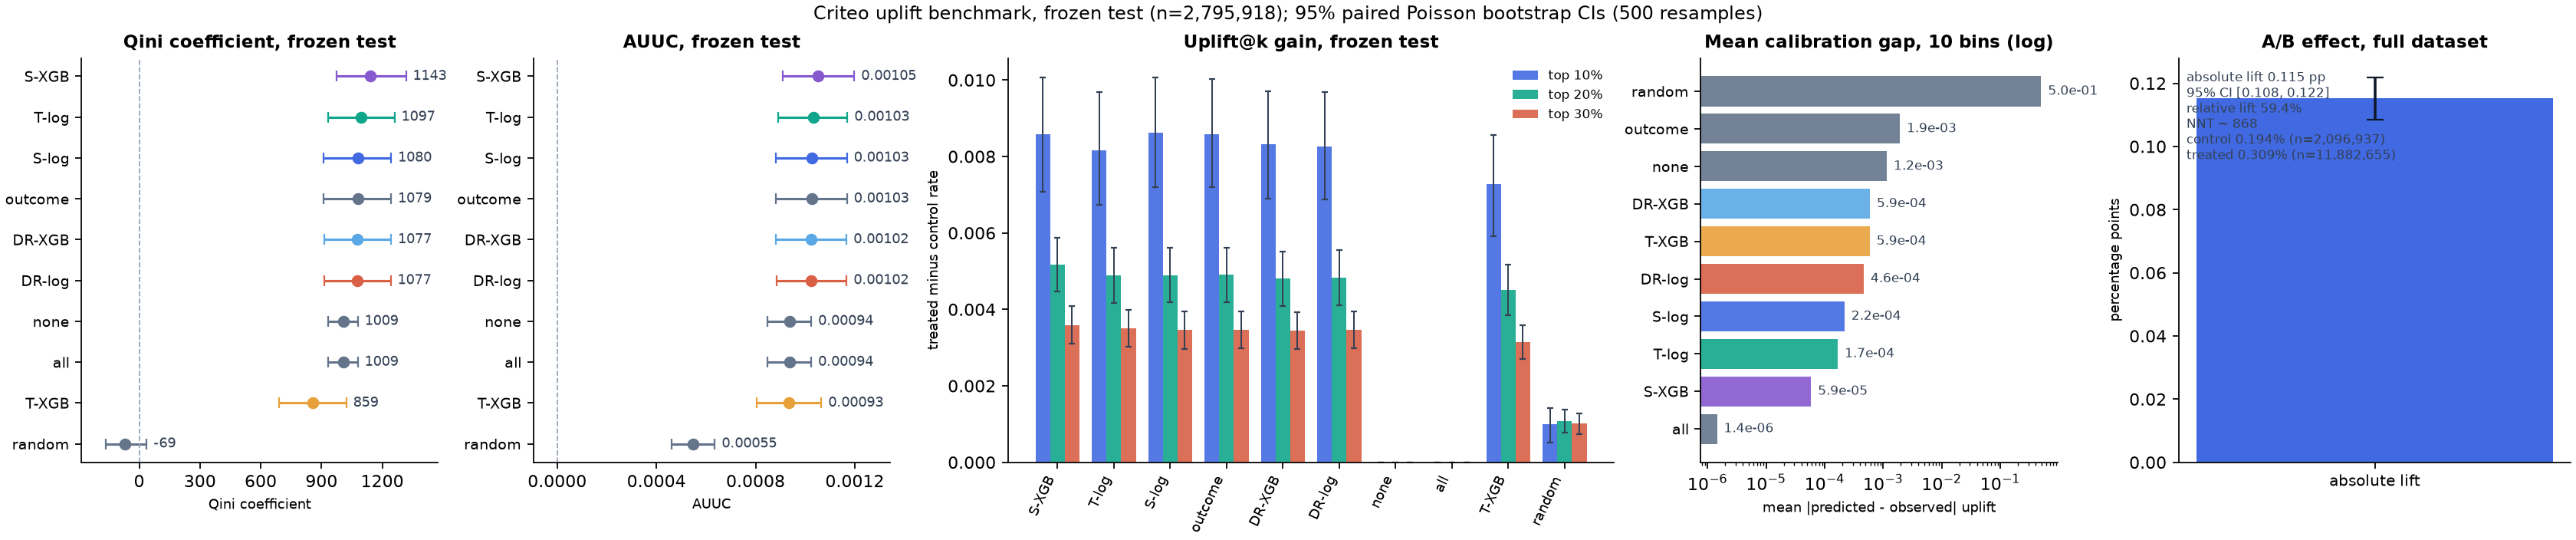 Criteo uplift benchmark, frozen test (n=2,795,918); 95% paired Poisson bootstrap CIs (500 resamples)
Qini coefficient, frozen test
S-XGB
T-log
S-log
outcome
DR-XGB
DR-log
none
all
T-XGB
random
1143
1097
1080
1079
1077
1077
1009
1009
859
-69
0
300
600
900
1200
Qini coefficient
AUUC, frozen test
S-XGB
T-log
S-log
outcome
DR-XGB
DR-log
none
all
T-XGB
random
0.00105
0.00103
0.00103
0.00103
0.00102
0.00102
0.00094
0.00094
0.00093
0.00055
0.0000
0.0004
0.0008
0.0012
AUUC
Uplift@k gain, frozen test
treated minus control rate
0.010
0.008
0.006
0.004
0.002
0.000
top 10%
top 20%
top 30%
S-XGB
T-log
S-log
outcome
DR-XGB
DR-log
none
all
T-XGB
random
Mean calibration gap, 10 bins (log)
random
outcome
none
DR-XGB
T-XGB
DR-log
S-log
T-log
S-XGB
all
5.0e-01
1.9e-03
1.2e-03
5.9e-04
5.9e-04
4.6e-04
2.2e-04
1.7e-04
5.9e-05
1.4e-06
10⁻⁶
10⁻⁵
10⁻⁴
10⁻³
10⁻²
10⁻¹
mean |predicted - observed| uplift
A/B effect, full dataset
percentage points
0.12
0.10
0.08
0.06
0.04
0.02
0.00
absolute lift 0.115 pp
95% CI [0.108, 0.122]
relative lift 59.4%
NNT ~ 868
control 0.194% (n=2,096,937)
treated 0.309% (n=11,882,655)
absolute lift